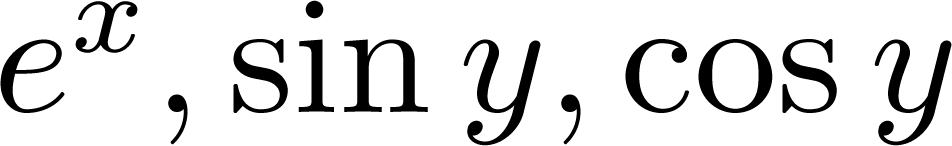 e^x, sin y, cos y